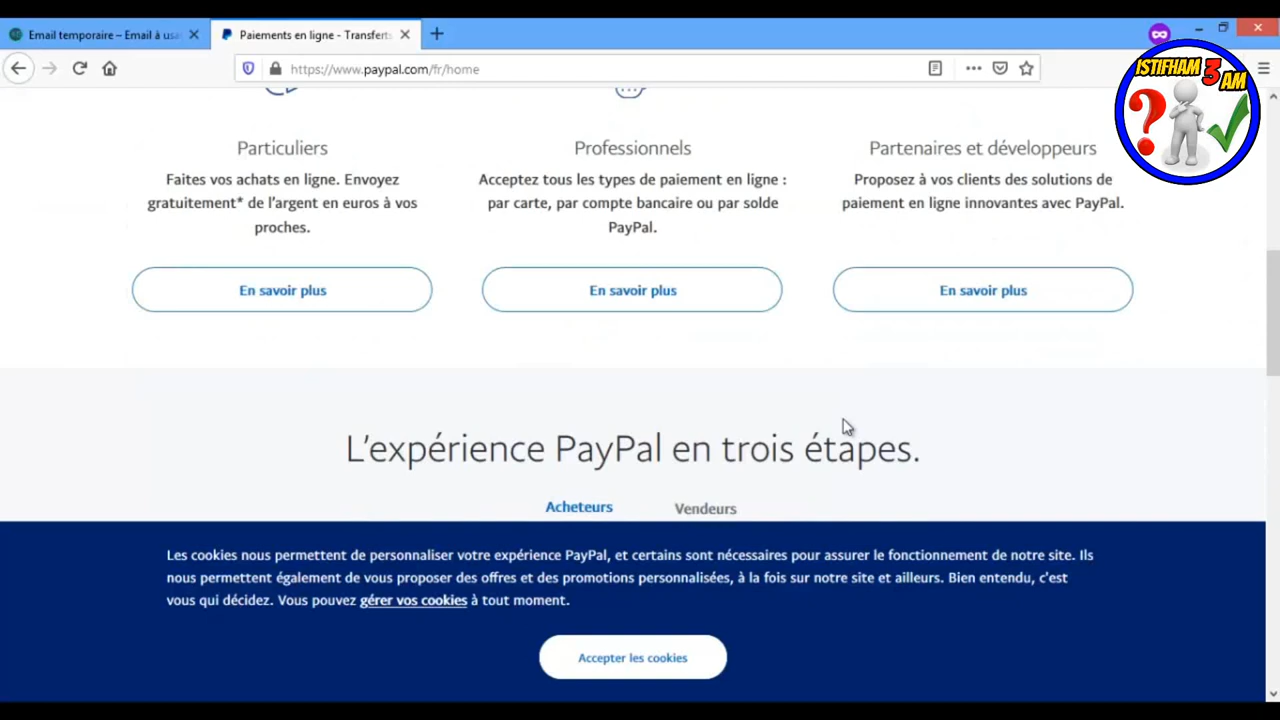 Email temporaire – Email à usa
Paiements en ligne - Transferts
https://www.paypal.com/fr/home
ISTIFHAM 3 AM
Particuliers
Faites vos achats en ligne. Envoyez
gratuitement* de l'argent en euros à vos
proches.
En savoir plus
Professionnels
Acceptez tous les types de paiement en ligne :
par carte, par compte bancaire ou par solde
PayPal.
En savoir plus
Partenaires et développeurs
Proposez à vos clients des solutions de
paiement en ligne innovantes avec PayPal.
En savoir plus
L'expérience PayPal en trois étapes.
Acheteurs
Vendeurs
Les cookies nous permettent de personnaliser votre expérience PayPal, et certains sont nécessaires pour assurer le fonctionnement de notre site. Ils
nous permettent également de vous proposer des offres et des promotions personnalisées, à la fois sur notre site et ailleurs. Bien entendu, c'est
vous qui décidez. Vous pouvez gérer vos cookies à tout moment.
Accepter les cookies